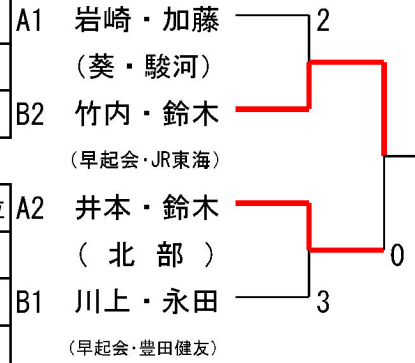 A1 岩崎・加藤 2
(葵・駿河)
B2 竹内・鈴木
(早起会・JR東海)
A2 井本・鈴木
(北部) 0
B1 川上・永田 3
(早起会・豊田健友)